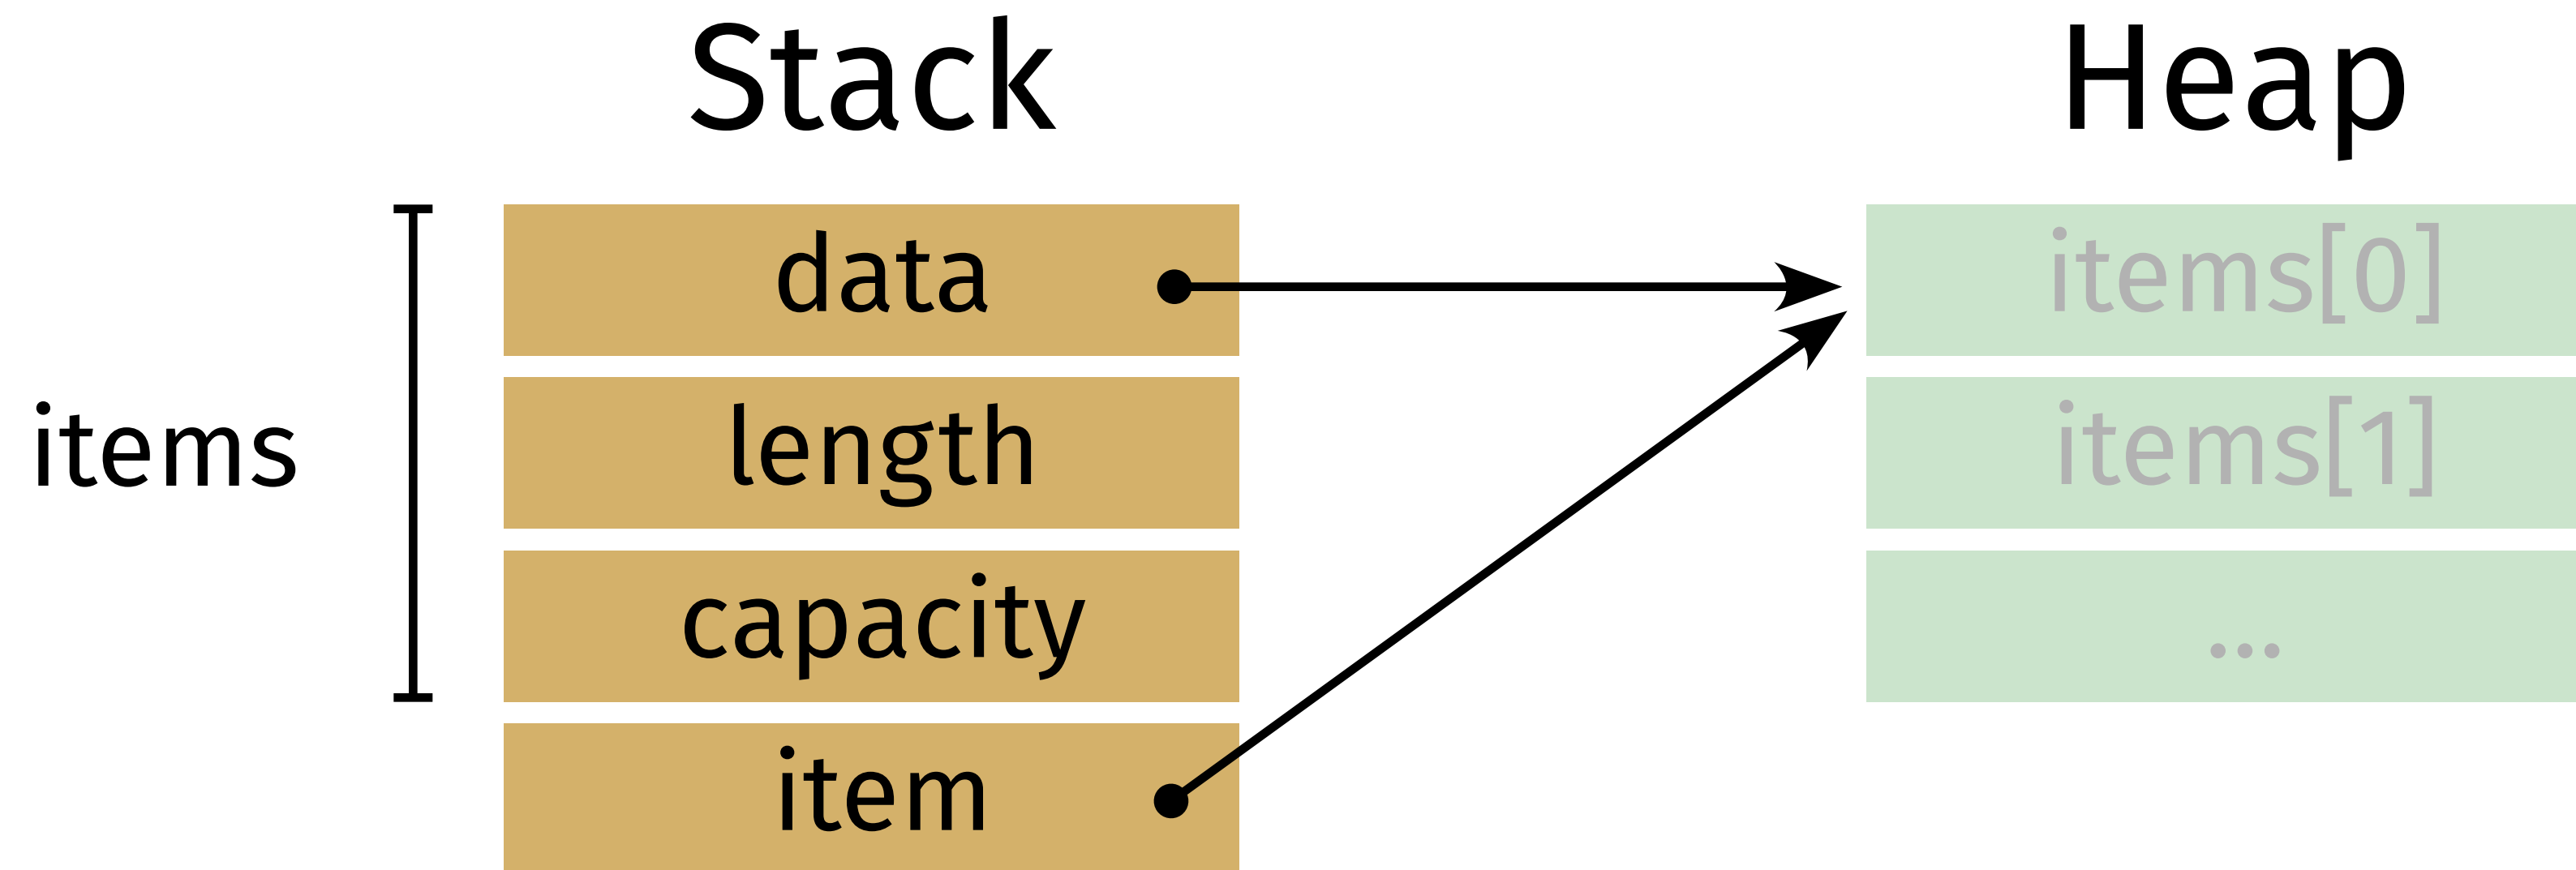 Stack
Heap
items
data
length
capacity
item
items[0]
items[1]
...